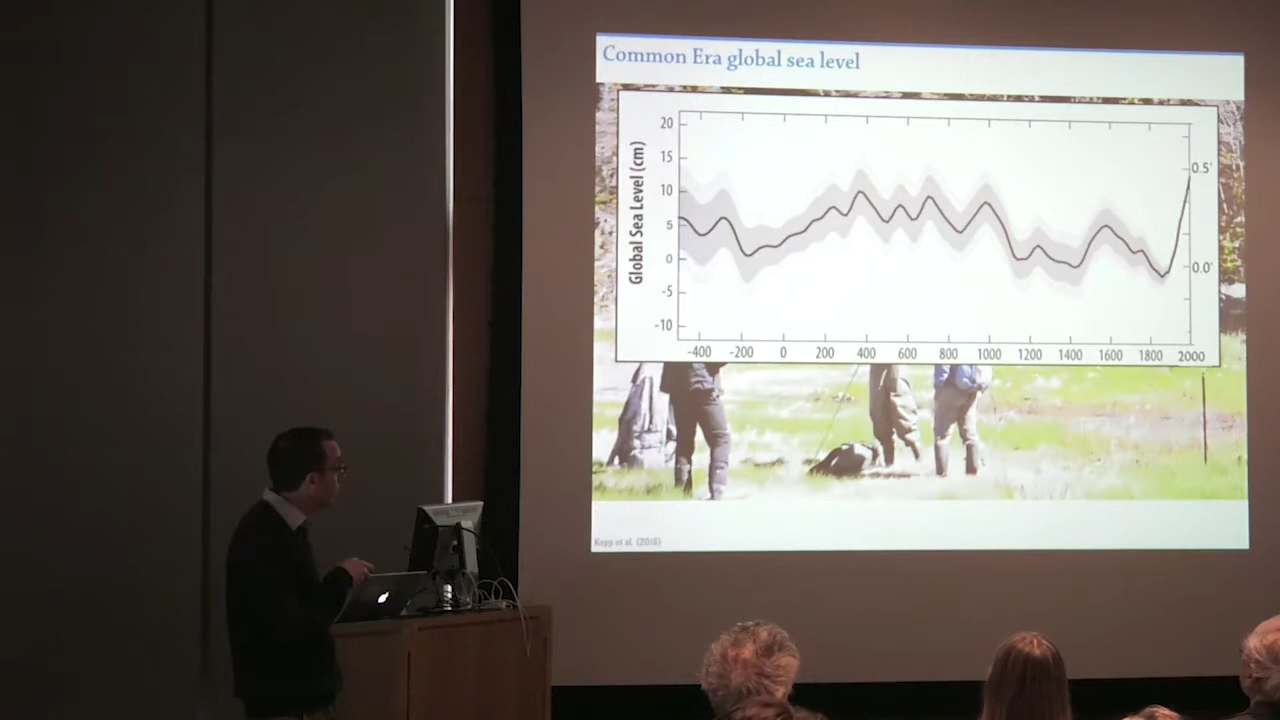 Common Era global sea level
Global Sea Level (cm)
20
15
10
5
0
-5
-10
0.5'
0.0'
-400 -200 0 200 400 600 800 1000 1200 1400 1600 1800 2000
Kopp et al. (2016)